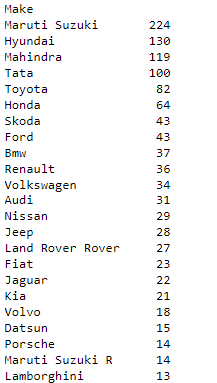 Make
Maruti Suzuki 224
Hyundai 130
Mahindra 119
Tata 100
Toyota 82
Honda 64
Skoda 43
Ford 43
Bmw 37
Renault 36
Volkswagen 34
Audi 31
Nissan 29
Jeep 28
Land Rover Rover 27
Fiat 23
Jaguar 22
Kia 21
Volvo 18
Datsun 15
Porsche 14
Maruti Suzuki R 14
Lamborghini 13